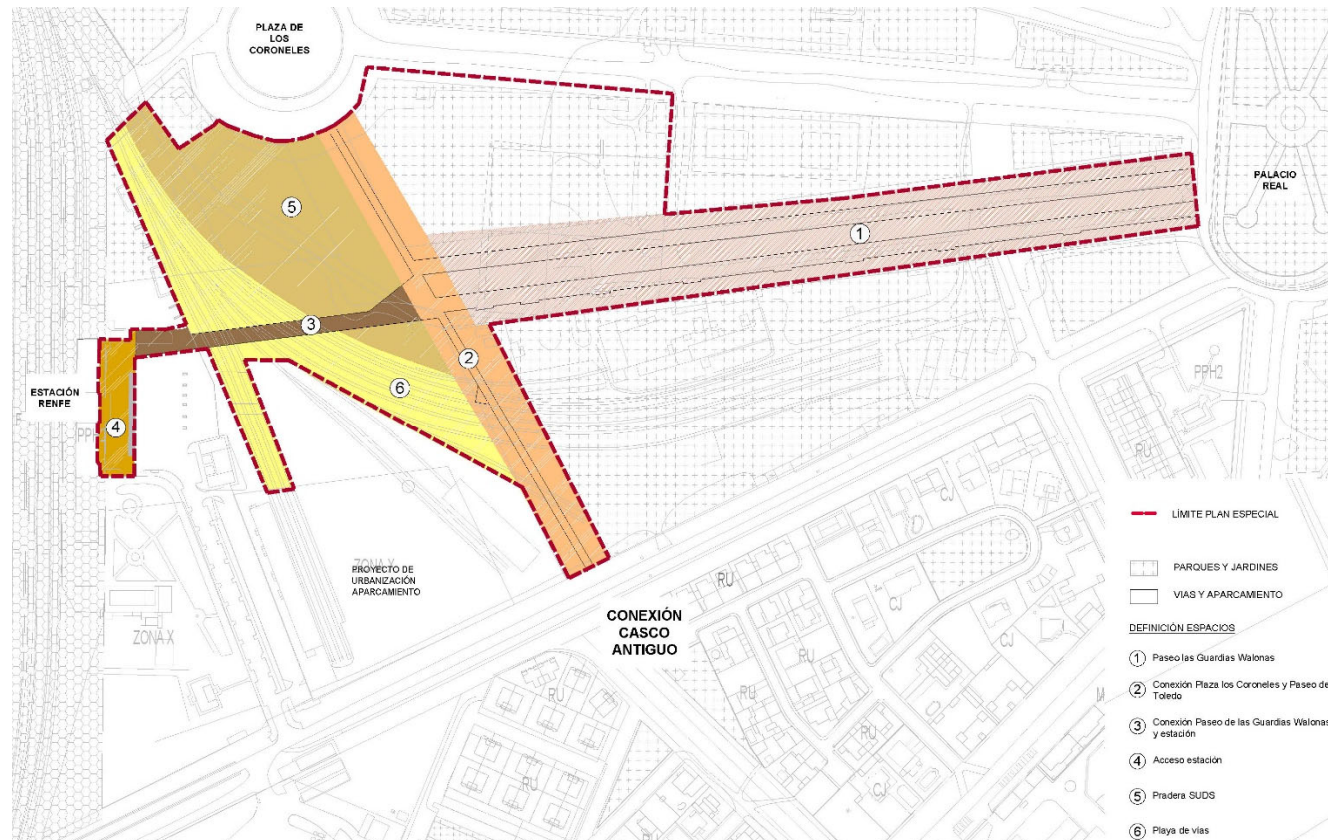 PLAZA DE
LOS
CORONELES
5
1
PALACIO
REAL
3
2
6
ESTACIÓN
RENFE
4
PPH2
RU
CJ
ZONA X
PROYECTO DE
URBANIZACIÓN
APARCAMIENTO
ZONA X
CONEXIÓN
CASCO
ANTIGUO
RU
CJ
RU
CJ
RU
CJ
RU
RU
RU
LÍMITE PLAN ESPECIAL
PARQUES Y JARDINES
VIAS Y APARCAMIENTO
DEFINICIÓN ESPACIOS
1 Paseo las Guardias Walonas
2 Conexión Plaza los Coroneles y Paseo de
Toledo
3 Conexión Paseo de las Guardias Walonas
y estación
4 Acceso estación
5 Pradera SUDS
6 Playa de vías